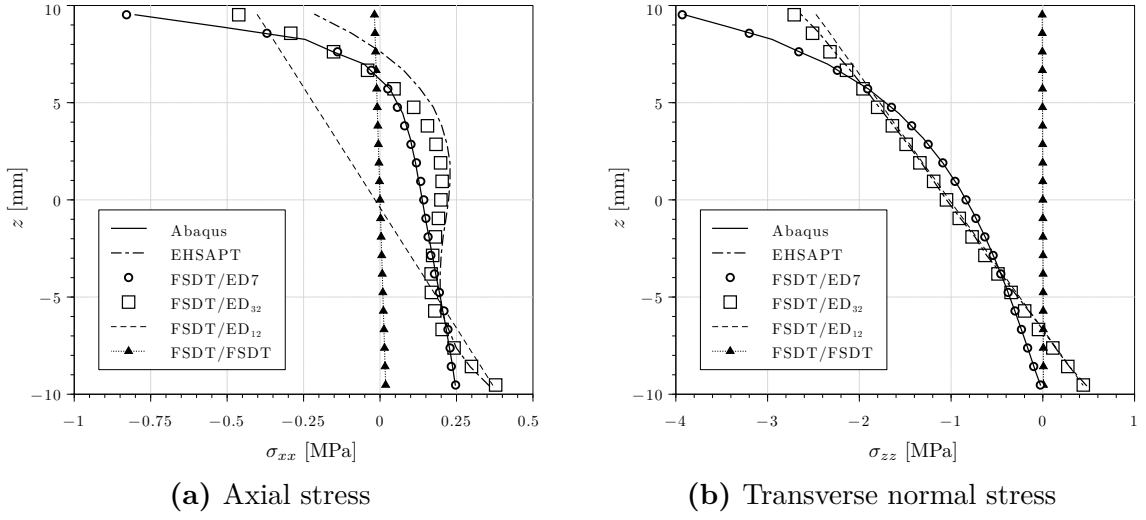 10
5
0
−5
−10
z [mm]
−1 −0.75 −0.5 −0.25 0 0.25 0.5
σxx [MPa]
Abaqus
EHSAPT
FSDT/ED7
FSDT/ED32
FSDT/ED12
FSDT/FSDT
(a) Axial stress
10
5
0
−5
−10
z [mm]
−4 −3 −2 −1 0 1
σzz [MPa]
Abaqus
EHSAPT
FSDT/ED7
FSDT/ED32
FSDT/ED12
FSDT/FSDT
(b) Transverse normal stress